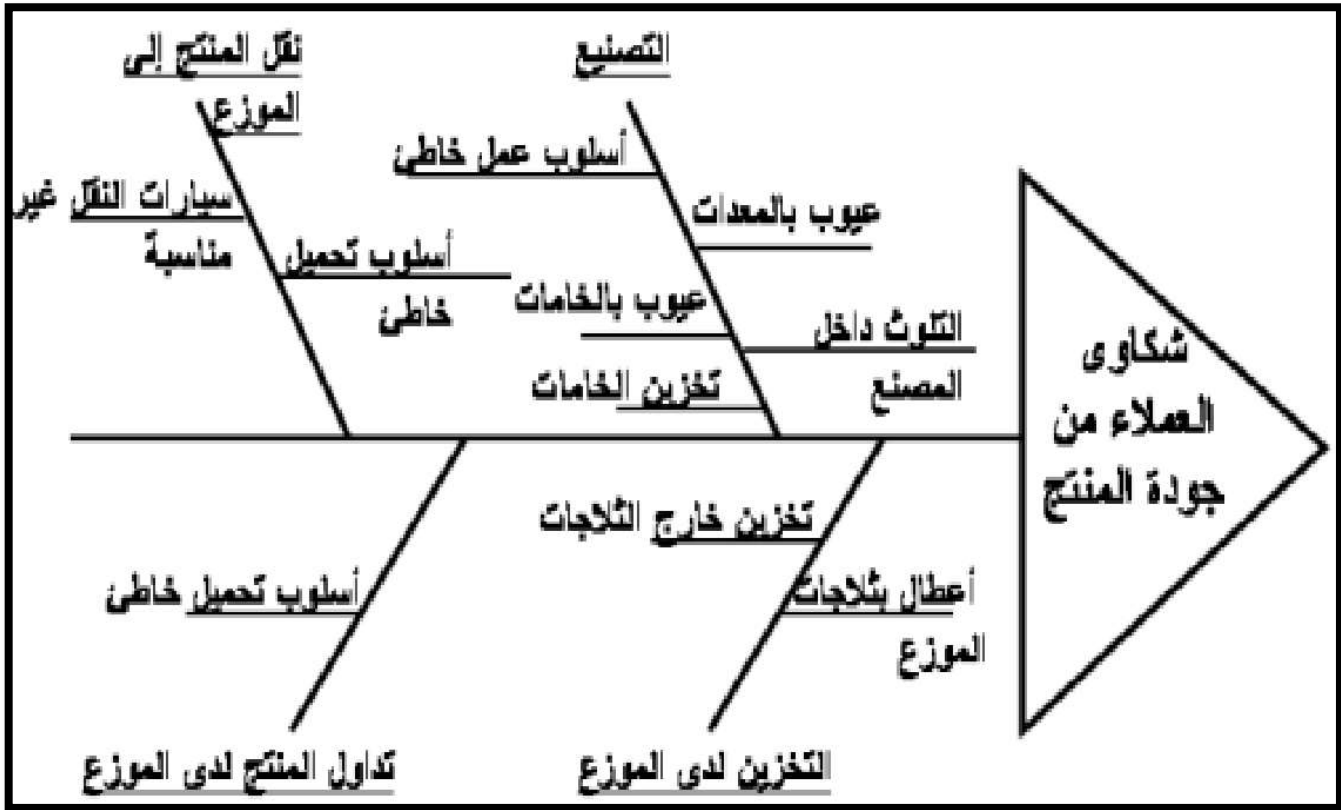 نقل المنتج إلى
الموزع
التصنيع
أسلوب عمل خاطئ
سيارات النقل غير
مناسبة
عيوب بالمعدات
أسلوب تحميل
خاطئ
عيوب بالخامات
التلوث داخل
المصنع
تخزين الخامات
شكاوى
العملاء من
جودة المنتج
تخزين خارج الثلاجات
أعطال بثلاجات
الموزع
أسلوب تحميل خاطئ
التخزين لدى الموزع
تداول المنتج لدى الموزع